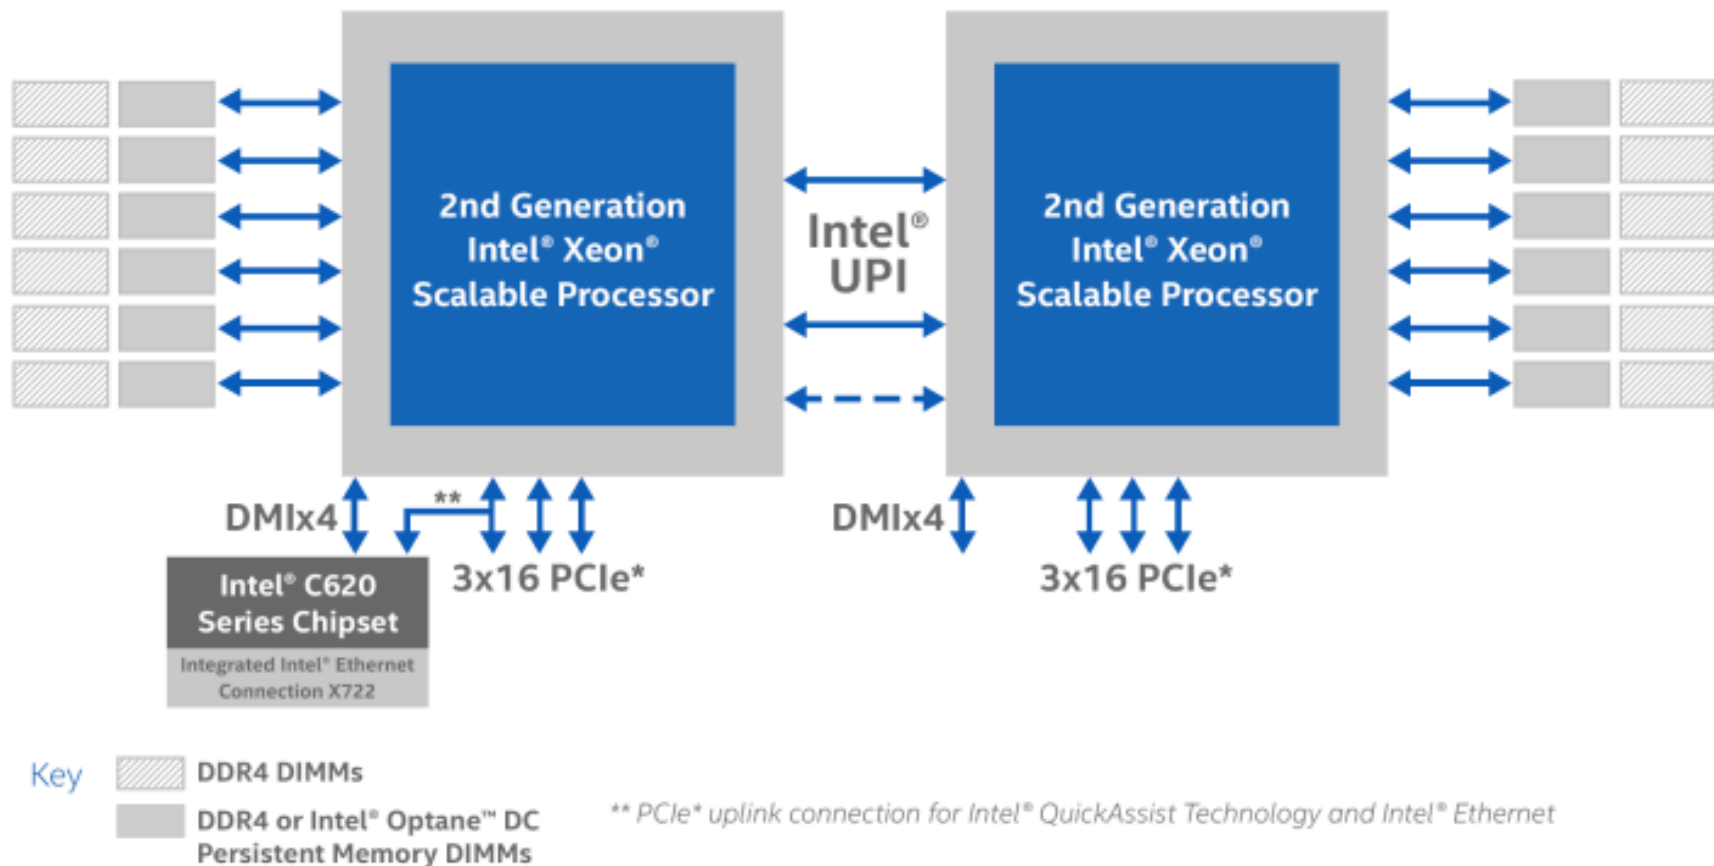 2nd Generation
Intel® Xeon®
Scalable Processor
Intel®
UPI
2nd Generation
Intel® Xeon®
Scalable Processor
DMIx4
**
3x16 PCIe*
DMIx4
3x16 PCIe*
Intel® C620
Series Chipset
Integrated Intel® Ethernet
Connection X722
Key
DDR4 DIMMs
DDR4 or Intel® Optane™ DC
Persistent Memory DIMMs
** PCIe* uplink connection for Intel® QuickAssist Technology and Intel® Ethernet